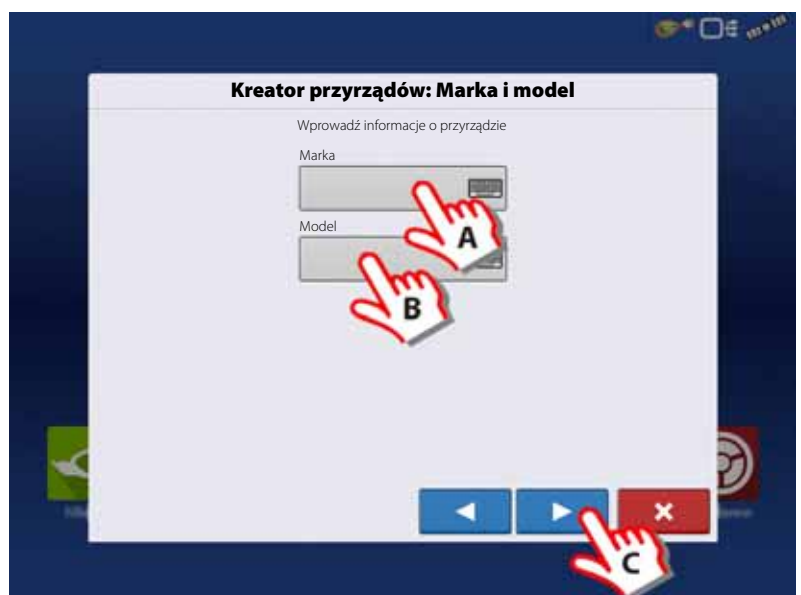 Kreator przyrządów: Marka i model
Wprowadź informacje o przyrządzie
Marka
A
Model
B
C